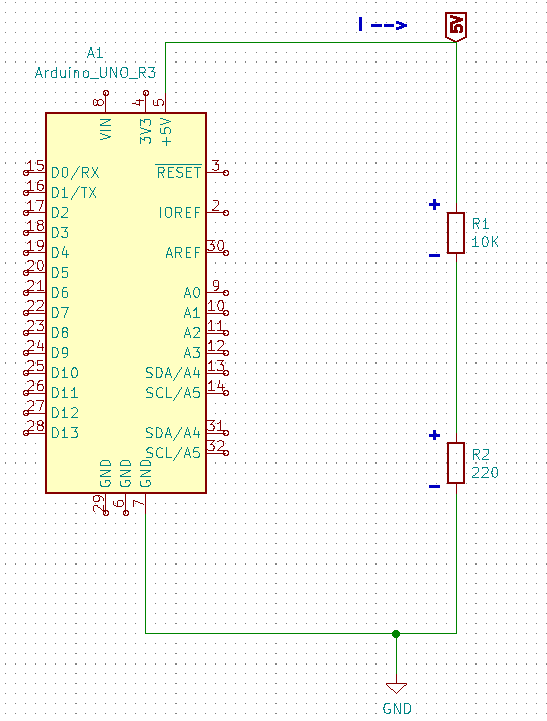 I --->
5V
A1
Arduino_UNO_R3
8
4
5
VIN
3V3
+5V
15 D0/RX
RESET 3
16 D1/TX
17 D2
IOREF 2
18 D3
19 D4
AREF 30
20 D5
21 D6
A0 9
22 D7
A1 10
23 D8
A2 11
24 D9
A3 12
25 D10
SDA/A4 13
26 D11
SCL/A5 14
27 D12
28 D13
SDA/A4 31
SCL/A5 32
GND
GND
GND
29
6
7
+
R1
10K
-
+
R2
220
-
GND